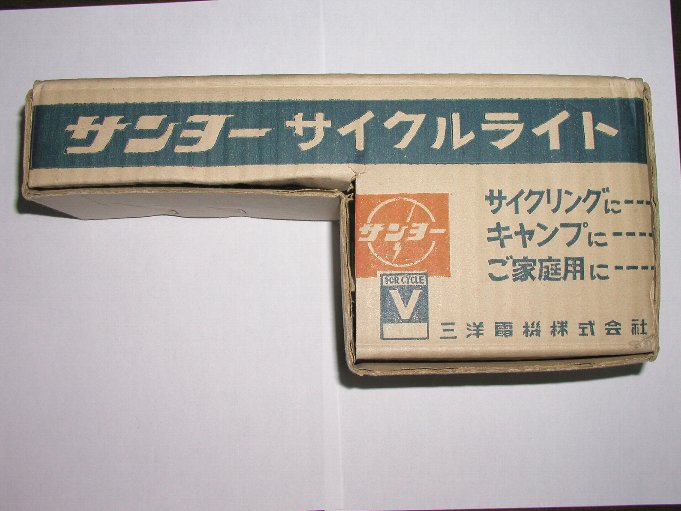 サンヨー サイクルライト
サイクリングに----
キャンプに----
ご家庭用に----
サンヨー
FOR CYCLE
V
三洋電機株式会社